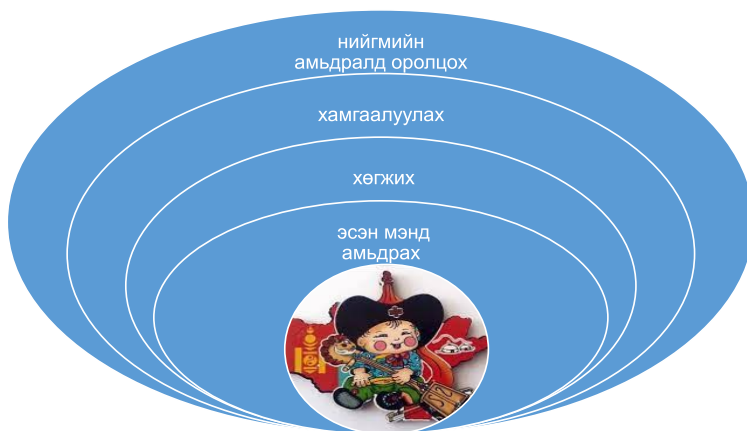 нийгмийн
амьдралд оролцох
хамгаалуулах
хөгжих
эсэн мэнд
амьдрах